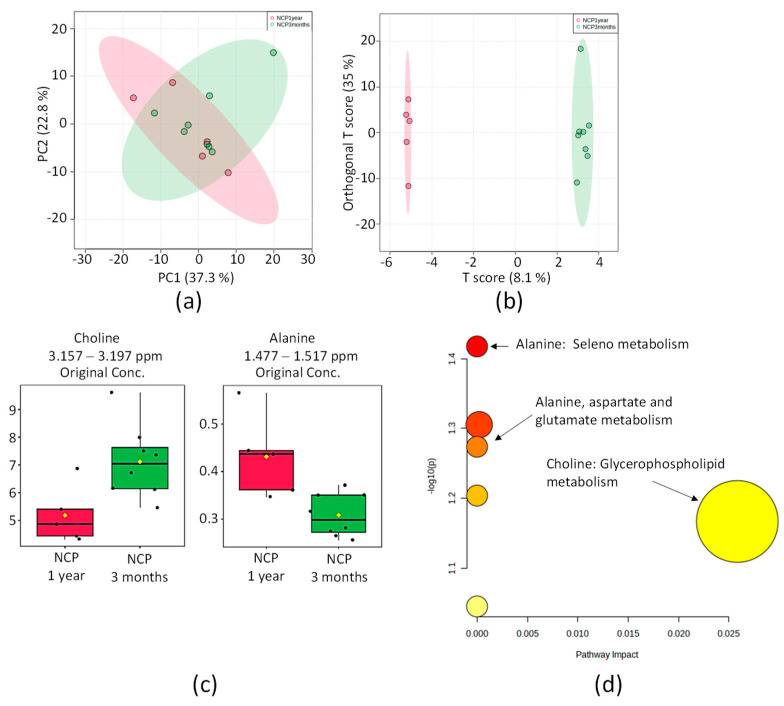 NCP1year
NCP3months
20
10
0
-10
-20
PC2 (22.8 %)
-30
-20
-10
0
10
20
30
PC1 (37.3 %)
(a)
NCP1year
NCP3months
20
10
0
-10
-20
Orthogonal T score (35 %)
-6
-4
-2
0
2
4
T score (8.1 %)
(b)
Choline
3.157 – 3.197 ppm
Original Conc.
9
8
7
6
5
NCP
1 year
NCP
3 months
Alanine
1.477 – 1.517 ppm
Original Conc.
0.5
0.4
0.3
NCP
1 year
NCP
3 months
(c)
Alanine: Seleno metabolism
Alanine, aspartate and
glutamate metabolism
Choline: Glycerophospholipid
metabolism
1.4
1.3
1.2
1.1
-log10(p)
0.000
0.005
0.010
0.015
0.020
0.025
Pathway Impact
(d)